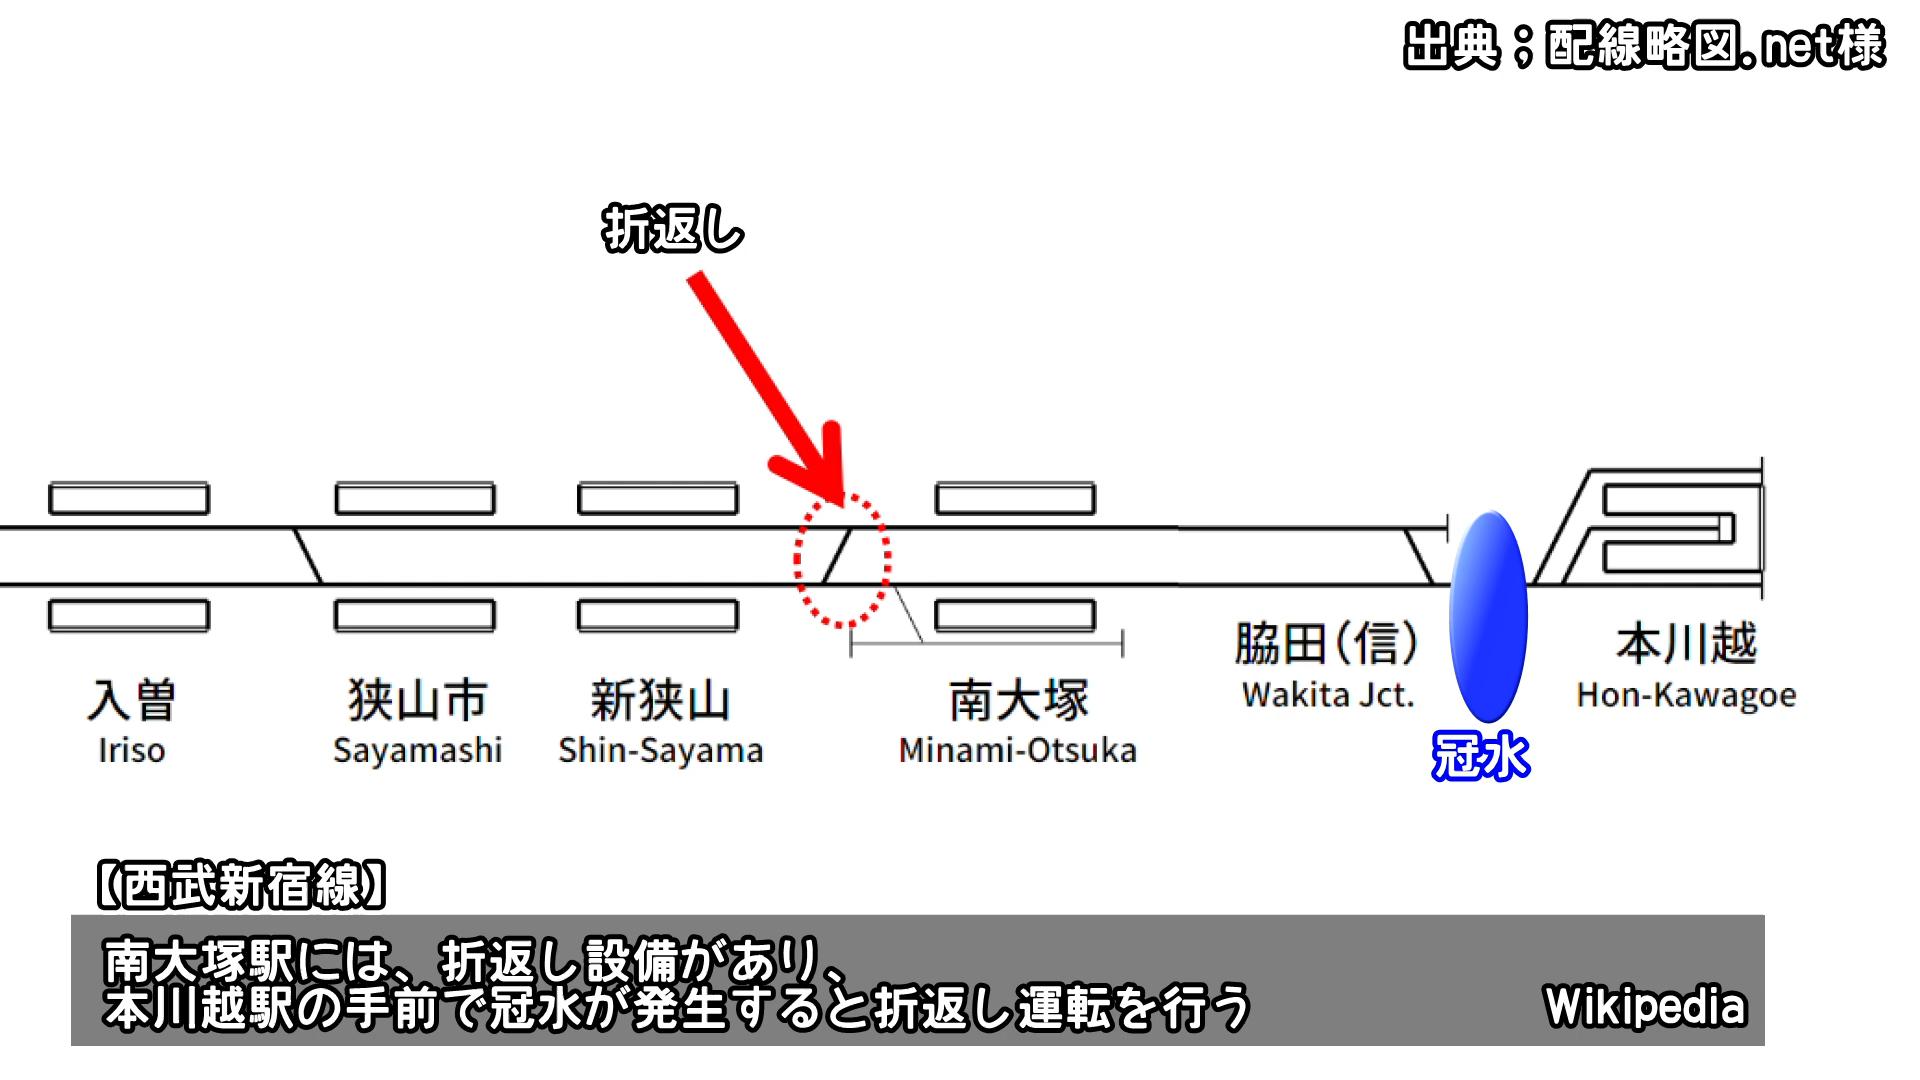 出典；配線略図.net様
折返し
入曽
Iriso
狭山市
Sayamashi
新狭山
Shin-Sayama
南大塚
Minami-Otsuka
脇田(信)
Wakita Jct.
本川越
Hon-Kawagoe
冠水
【西武新宿線】
南大塚駅には、折返し設備があり、
本川越駅の手前で冠水が発生すると折返し運転を行う
Wikipedia